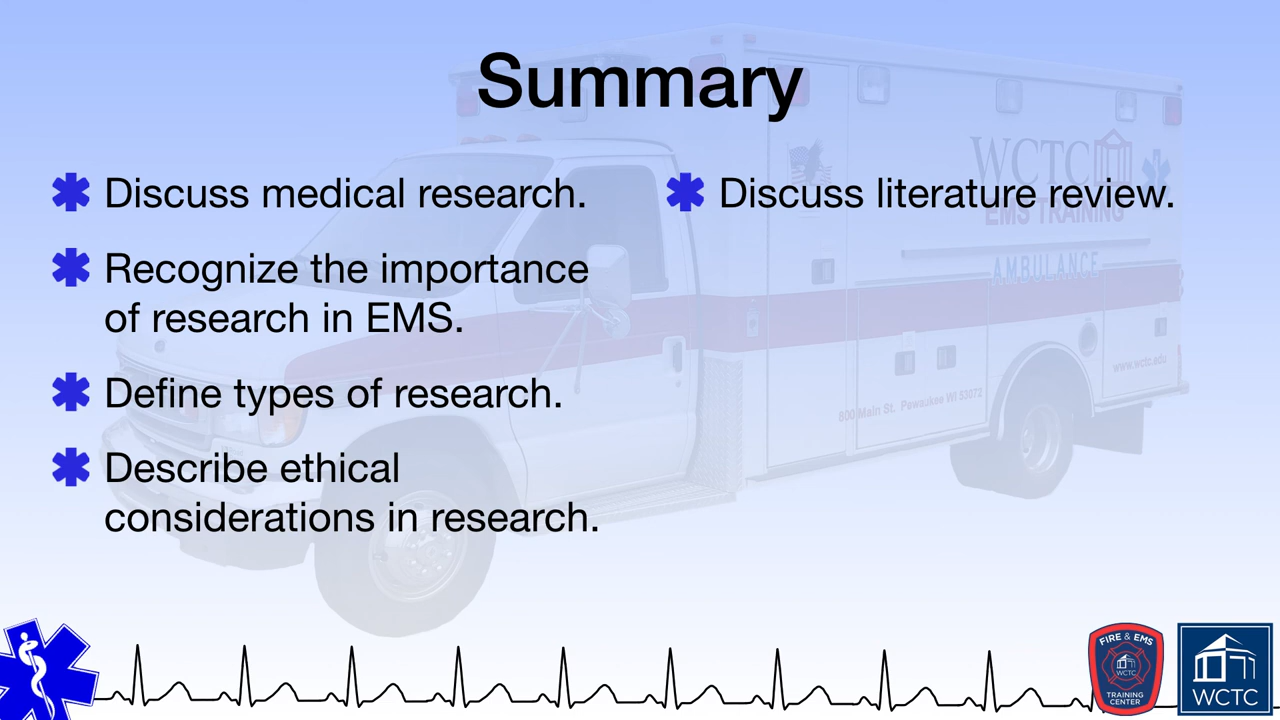 Summary
Discuss medical research.
Recognize the importance
of research in EMS.
Define types of research.
Describe ethical
considerations in research.
Discuss literature review.
WCTC
EMS TRAINING
AMBULANCE
www.wctc.edu
800 Main St. Pewaukee WI 53072
FIRE & EMS
WCTC
TRAINING
CENTER
WCTC